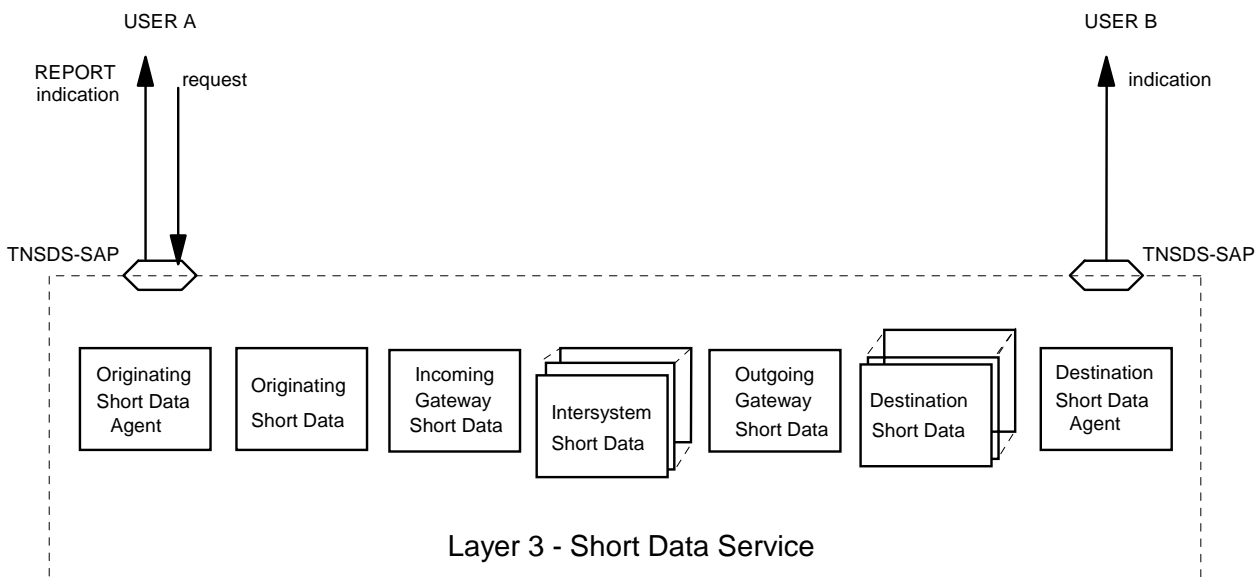 USER A
USER B
REPORT
indication
request
indication
TNSDS-SAP
TNSDS-SAP
Originating
Short Data
Agent
Originating
Short Data
Incoming
Gateway
Short Data
Intersystem
Short Data
Outgoing
Gateway
Short Data
Destination
Short Data
Destination
Short Data
Agent
Layer 3 - Short Data Service